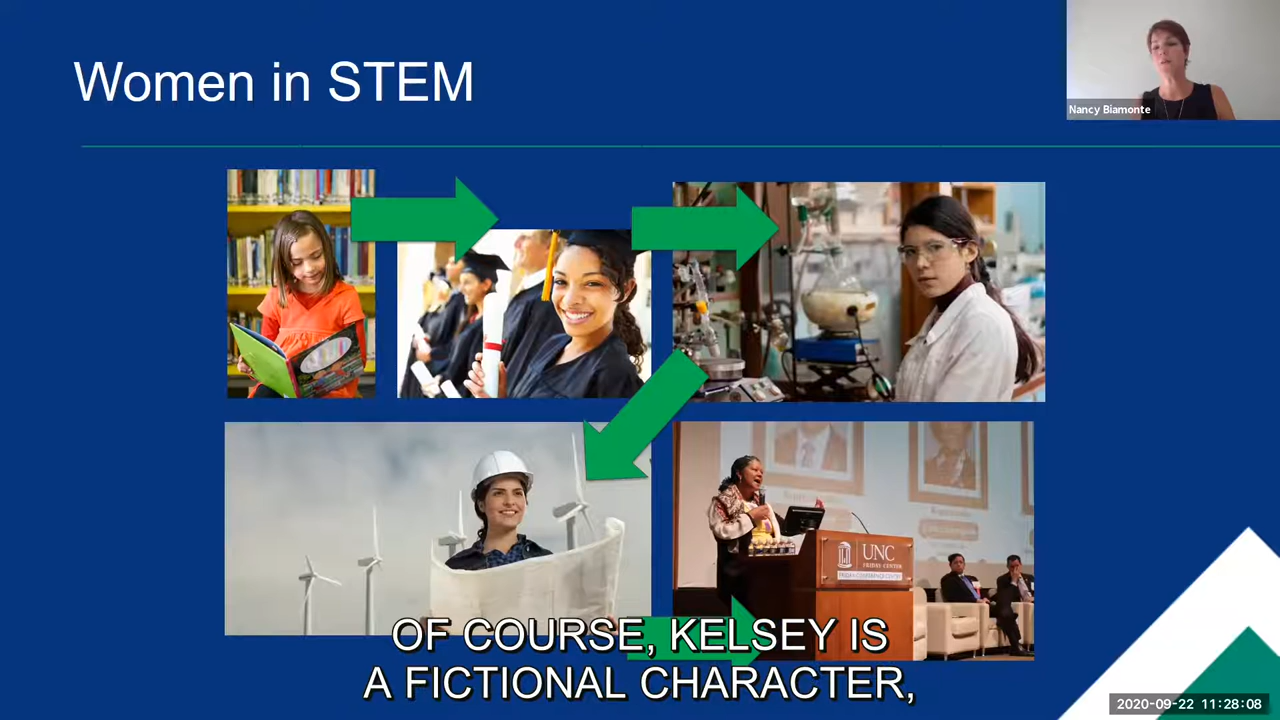 Women in STEM
Nancy Biamonte
UNC
FRIDAY CENTER
OF COURSE, KELSEY IS
A FICTIONAL CHARACTER,
2020-09-22 11:28:08